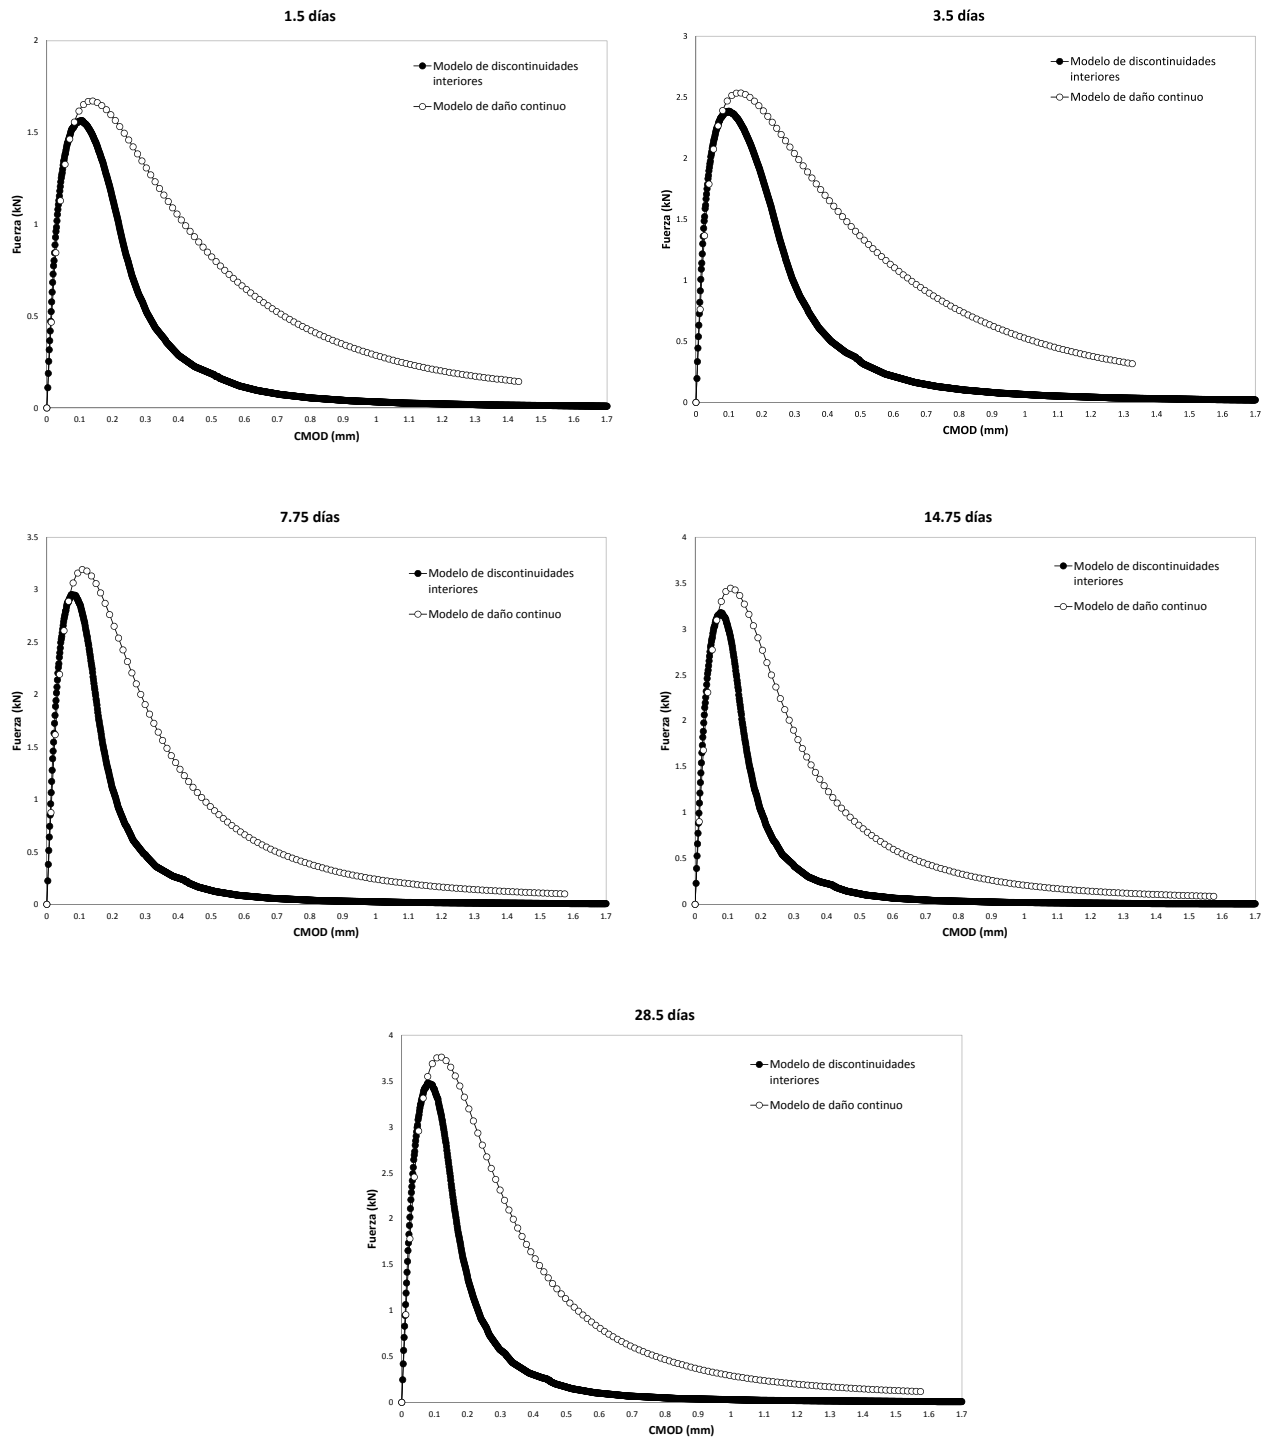 1.5 días
2
1.5
1
0.5
0
Fuerza (kN)
Modelo de discontinuidades
interiores
Modelo de daño continuo
0 0.1 0.2 0.3 0.4 0.5 0.6 0.7 0.8 0.9 1 1.1 1.2 1.3 1.4 1.5 1.6 1.7
CMOD (mm)
3.5 días
3
2.5
2
1.5
1
0.5
0
Fuerza (kN)
Modelo de discontinuidades
interiores
Modelo de daño continuo
0 0.1 0.2 0.3 0.4 0.5 0.6 0.7 0.8 0.9 1 1.1 1.2 1.3 1.4 1.5 1.6 1.7
CMOD (mm)
7.75 días
3.5
3
2.5
2
1.5
1
0.5
0
Fuerza (kN)
Modelo de discontinuidades
interiores
Modelo de daño continuo
0 0.1 0.2 0.3 0.4 0.5 0.6 0.7 0.8 0.9 1 1.1 1.2 1.3 1.4 1.5 1.6 1.7
CMOD (mm)
14.75 días
4
3.5
3
2.5
2
1.5
1
0.5
0
Fuerza (kN)
Modelo de discontinuidades
interiores
Modelo de daño continuo
0 0.1 0.2 0.3 0.4 0.5 0.6 0.7 0.8 0.9 1 1.1 1.2 1.3 1.4 1.5 1.6 1.7
CMOD (mm)
28.5 días
4
3.5
3
2.5
2
1.5
1
0.5
0
Fuerza (kN)
Modelo de discontinuidades
interiores
Modelo de daño continuo
0 0.1 0.2 0.3 0.4 0.5 0.6 0.7 0.8 0.9 1 1.1 1.2 1.3 1.4 1.5 1.6 1.7
CMOD (mm)